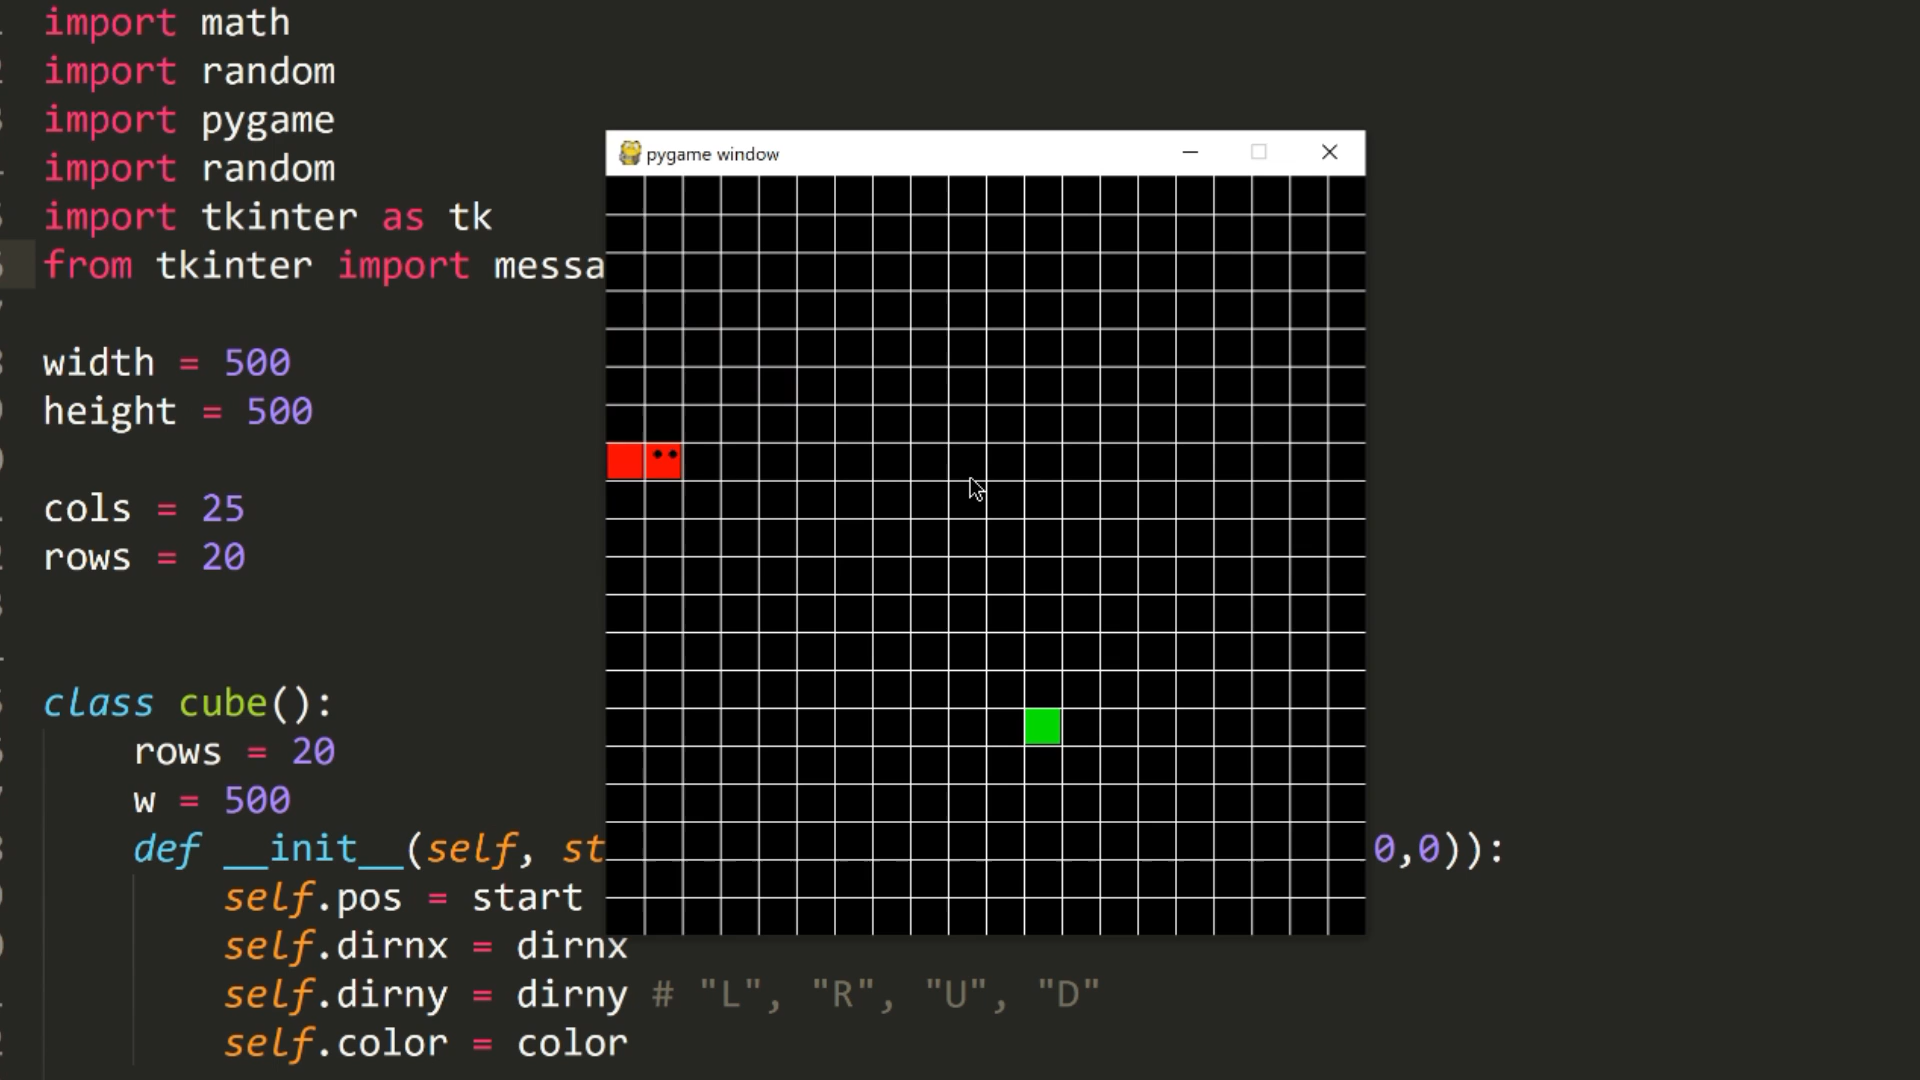 import math
import random
import pygame
import random
import tkinter as tk
from tkinter import messa
pygame window
width = 500
height = 500
cols = 25
rows = 20
class cube():
rows = 20
w = 500
def __init__(self, st 0,0)):
self.pos = start
self.dirnx = dirnx
self.dirny = dirny # "L", "R", "U", "D"
self.color = color